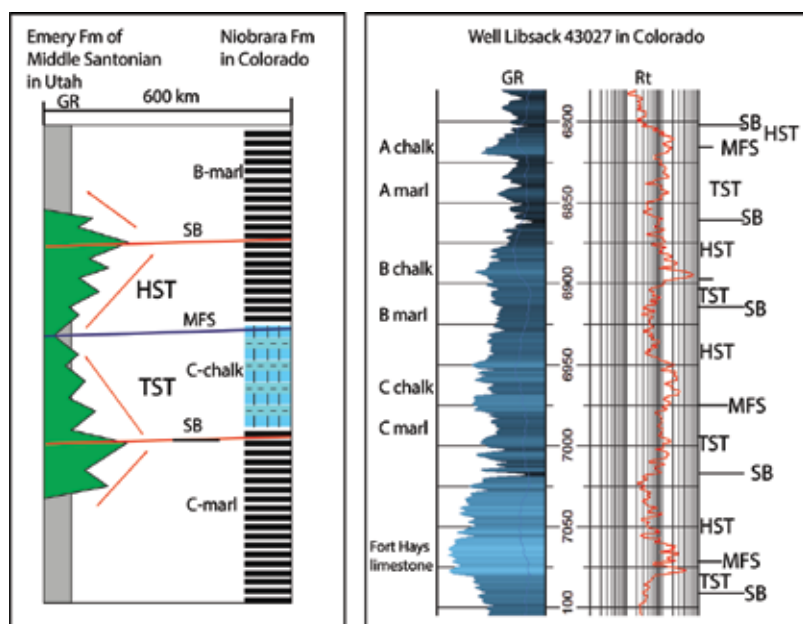 Emery Fm of
Middle Santonian
in Utah
Niobrara Fm
in Colorado
GR
600 km
B-marl
SB
HST
MFS
C-chalk
TST
SB
C-marl
Well Libsack 43027 in Colorado
GR
Rt
6800
SB
HST
A chalk
MFS
A marl
TST
6850
SB
HST
B chalk
6900
TST
B marl
SB
HST
6950
C chalk
MFS
C marl
TST
7000
SB
7050
HST
Fort Hays
limestone
MFS
TST
SB
100